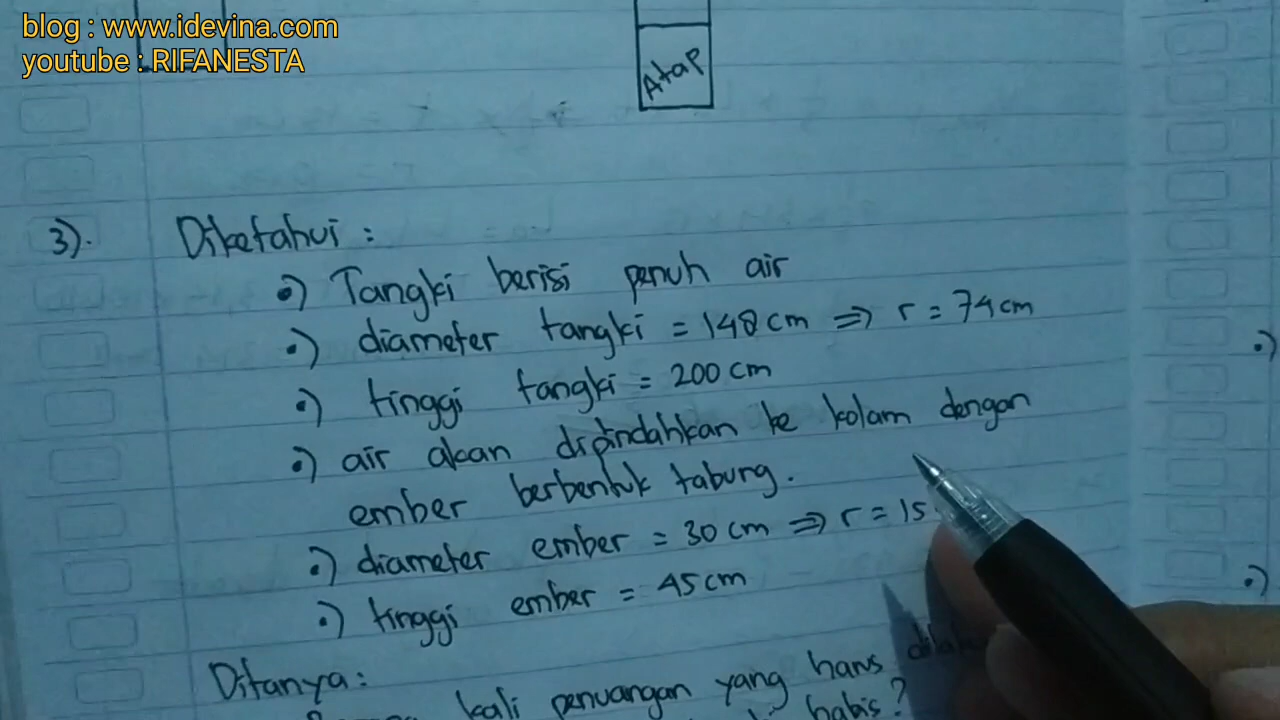 blog : www.idevina.com
youtube : RIFANESTA
Atap
3). Diketahui :
•) Tangki berisi penuh air
•) diameter tangki = 148 cm ⇒ r = 74 cm
•) tinggi tangki = 200 cm
•) air akan dipindahkan ke kolam dengan
ember berbentuk tabung.
•) diameter ember = 30 cm ⇒ r = 15
•) tinggi ember = 45 cm
Ditanya :
kali penuangan yang harus
habis?
•)
•)